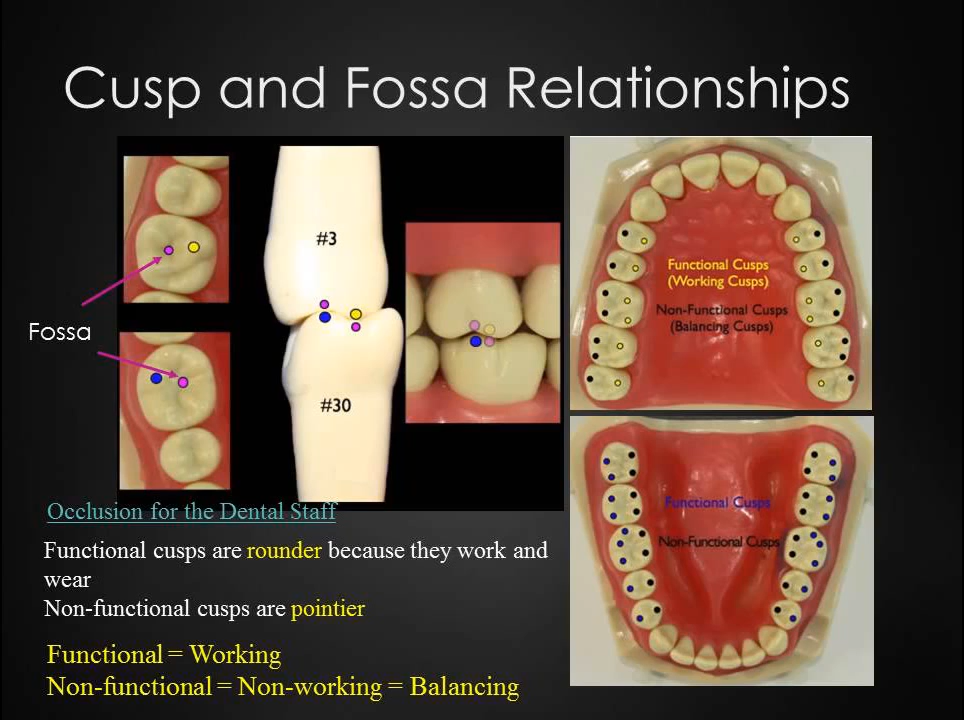 Cusp and Fossa Relationships
#3
Fossa
#30
Functional Cusps
(Working Cusps)
Non-Functional Cusps
(Balancing Cusps)
Functional Cusps
Non-Functional Cusps
Occlusion for the Dental Staff
Functional cusps are rounder because they work and
wear
Non-functional cusps are pointier
Functional = Working
Non-functional = Non-working = Balancing